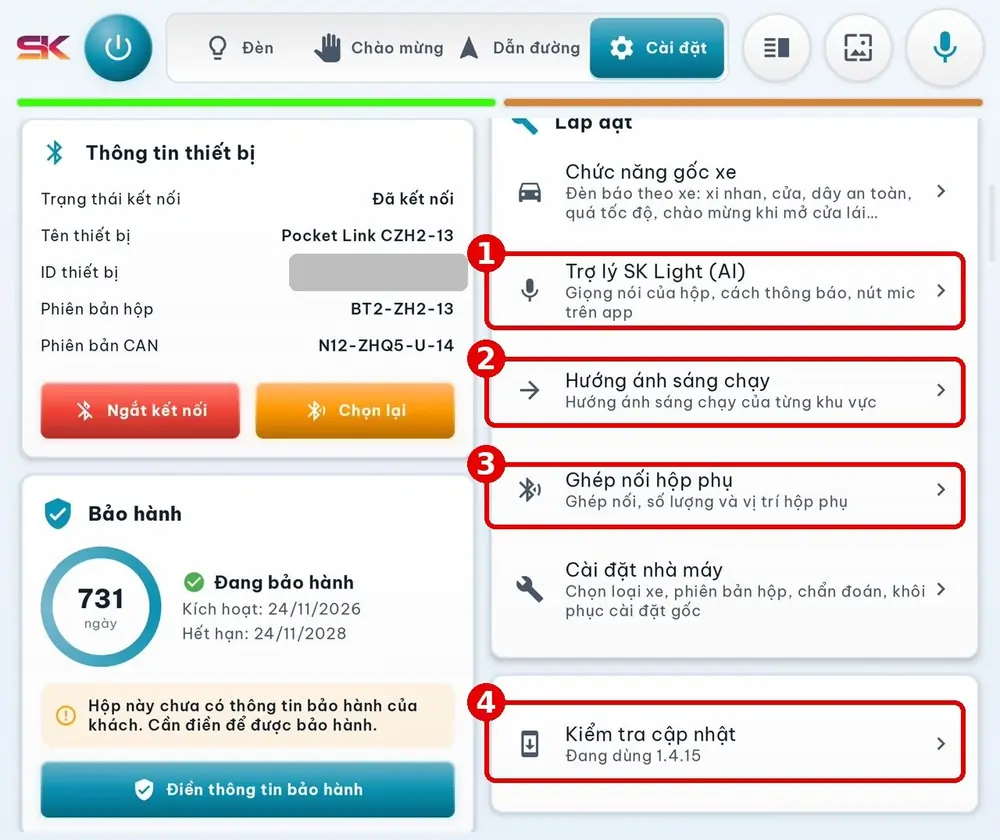 SK
Đèn
Chào mừng
Dẫn đường
Cài đặt
Thông tin thiết bị
Trạng thái kết nối
Đã kết nối
Tên thiết bị
Pocket Link CZH2-13
ID thiết bị
Phiên bản hộp
BT2-ZH2-13
Phiên bản CAN
N12-ZHQ5-U-14
Ngắt kết nối
Chọn lại
Bảo hành
731
ngày
Đang bảo hành
Kích hoạt: 24/11/2026
Hết hạn: 24/11/2028
Hộp này chưa có thông tin bảo hành của
khách. Cần điền để được bảo hành.
Điền thông tin bảo hành
Lắp đặt
Chức năng gốc xe
Đèn báo theo xe: xi nhan, cửa, dây an toàn,
quá tốc độ, chào mừng khi mở cửa lái...
1
Trợ lý SK Light (AI)
Giọng nói của hộp, cách thông báo, nút mic
trên app
2
Hướng ánh sáng chạy
Hướng ánh sáng chạy của từng khu vực
3
Ghép nối hộp phụ
Ghép nối, số lượng và vị trí hộp phụ
Cài đặt nhà máy
Chọn loại xe, phiên bản hộp, chẩn đoán, khôi
phục cài đặt gốc
4
Kiểm tra cập nhật
Đang dùng 1.4.15